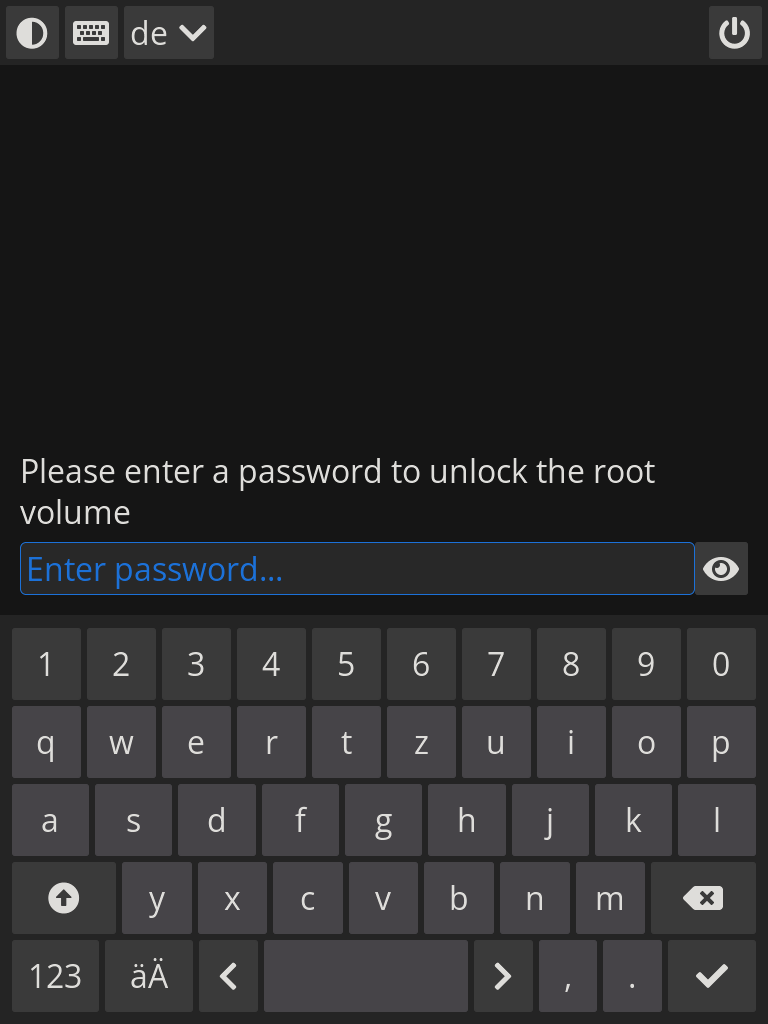 de
Please enter a password to unlock the root
volume
Enter password...
1 2 3 4 5 6 7 8 9 0
q w e r t z u i o p
a s d f g h j k l
y x c v b n m
123 äÄ , .